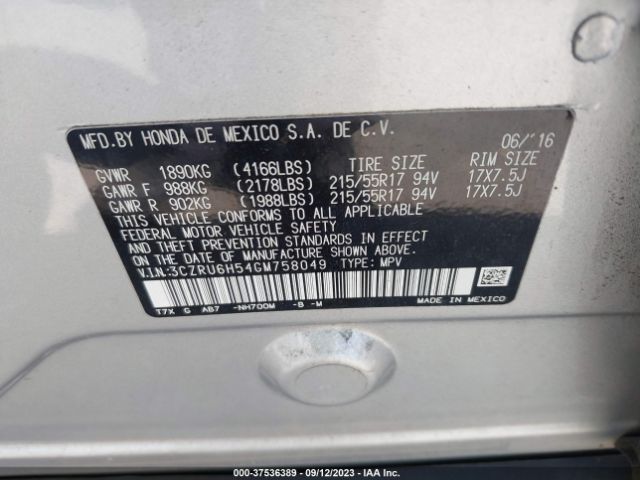 MFD.BY HONDA DE MEXICO S.A. DE C.V. 06/'16
GVWR 1890KG (4166LBS) TIRE SIZE RIM SIZE
GAWR F 988KG (2178LBS) 215/55R17 94V 17X7.5J
GAWR R 902KG (1988LBS) 215/55R17 94V 17X7.5J
THIS VEHICLE CONFORMS TO ALL APPLICABLE
FEDERAL MOTOR VEHICLE SAFETY, BUMPER,
AND THEFT PREVENTION STANDARDS IN EFFECT
ON THE DATE OF MANUFACTURE SHOWN ABOVE.
V.I.N:3CZRU6H54GM758049 TYPE: MPV
T7X G AB7 -NH700M -B -M MADE IN MEXICO
000-37536389 - 09/12/2023 - IAA Inc.